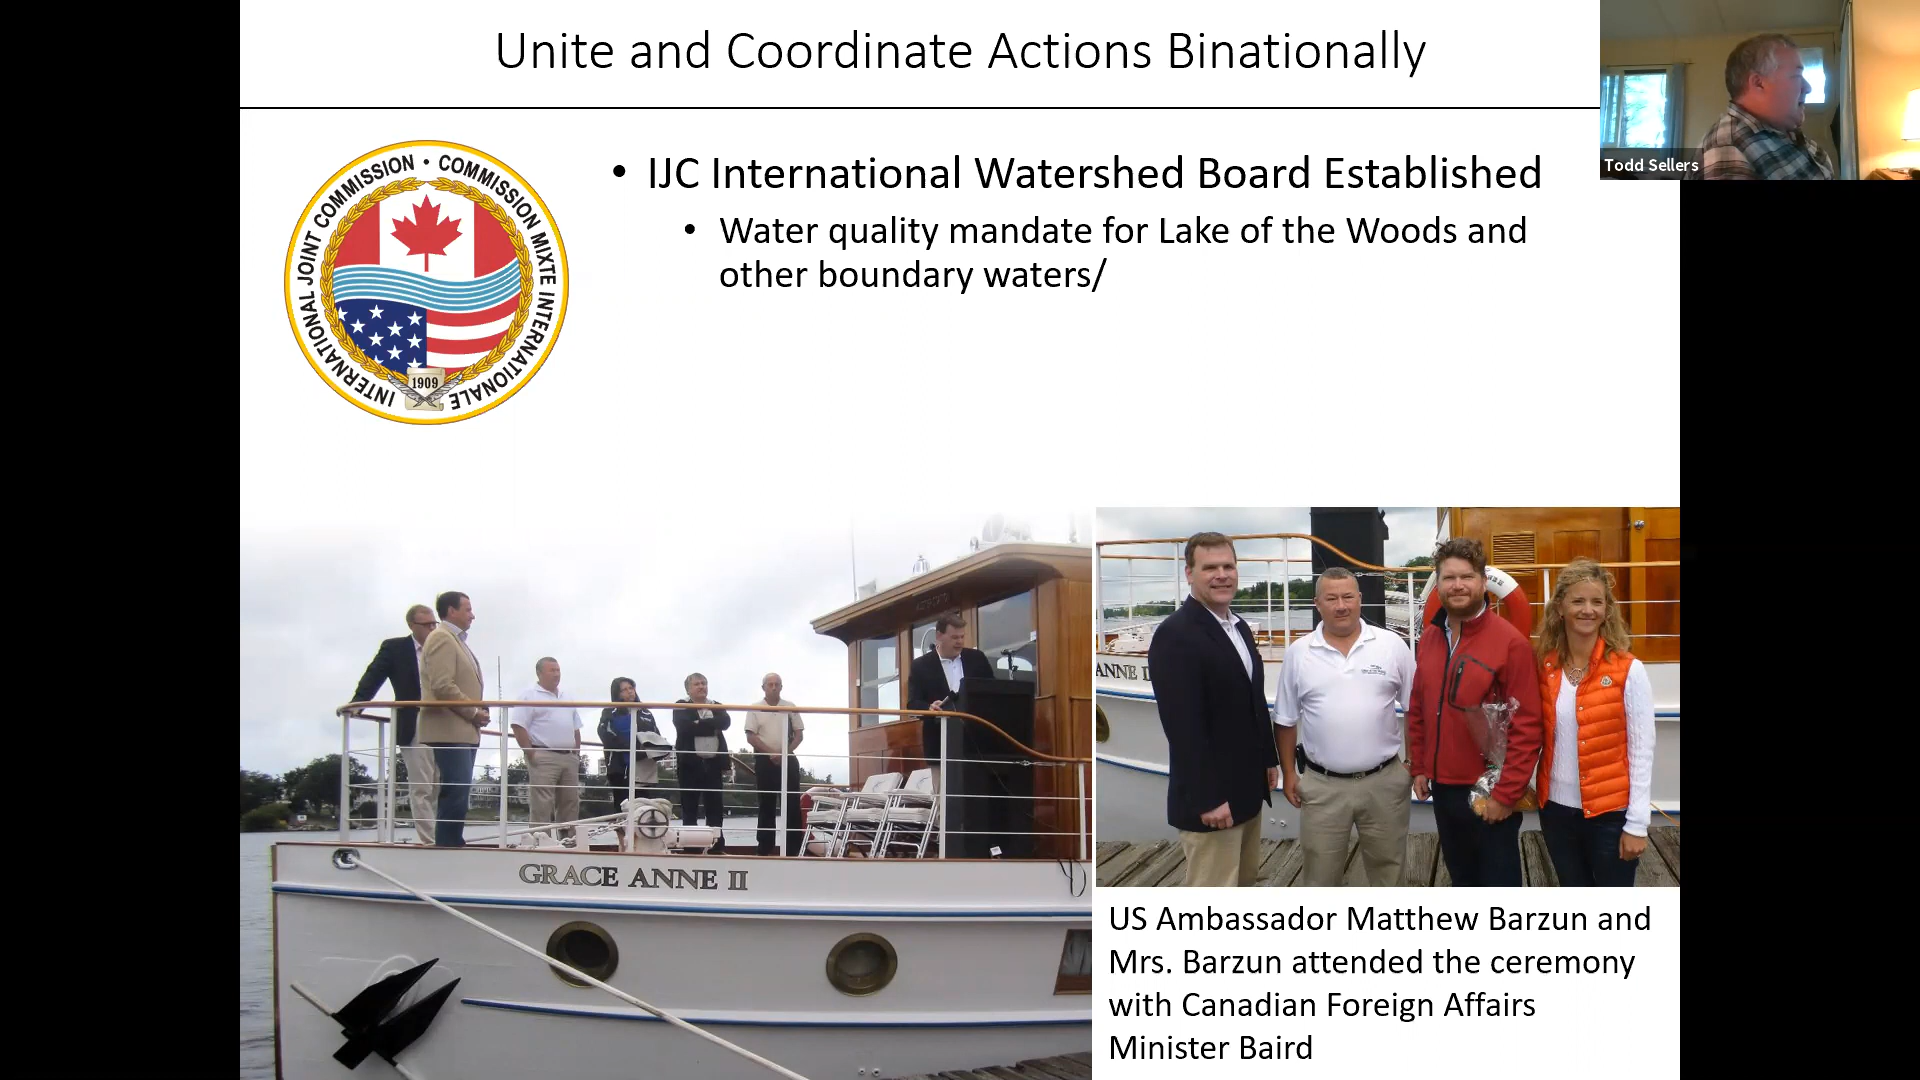 Unite and Coordinate Actions Binationally
Todd Sellers
INTERNATIONAL JOINT COMMISSION • COMMISSION MIXTE INTERNATIONALE
1909
• IJC International Watershed Board Established
• Water quality mandate for Lake of the Woods and
other boundary waters/
GRACE ANNE II
ANNE II
US Ambassador Matthew Barzun and
Mrs. Barzun attended the ceremony
with Canadian Foreign Affairs
Minister Baird